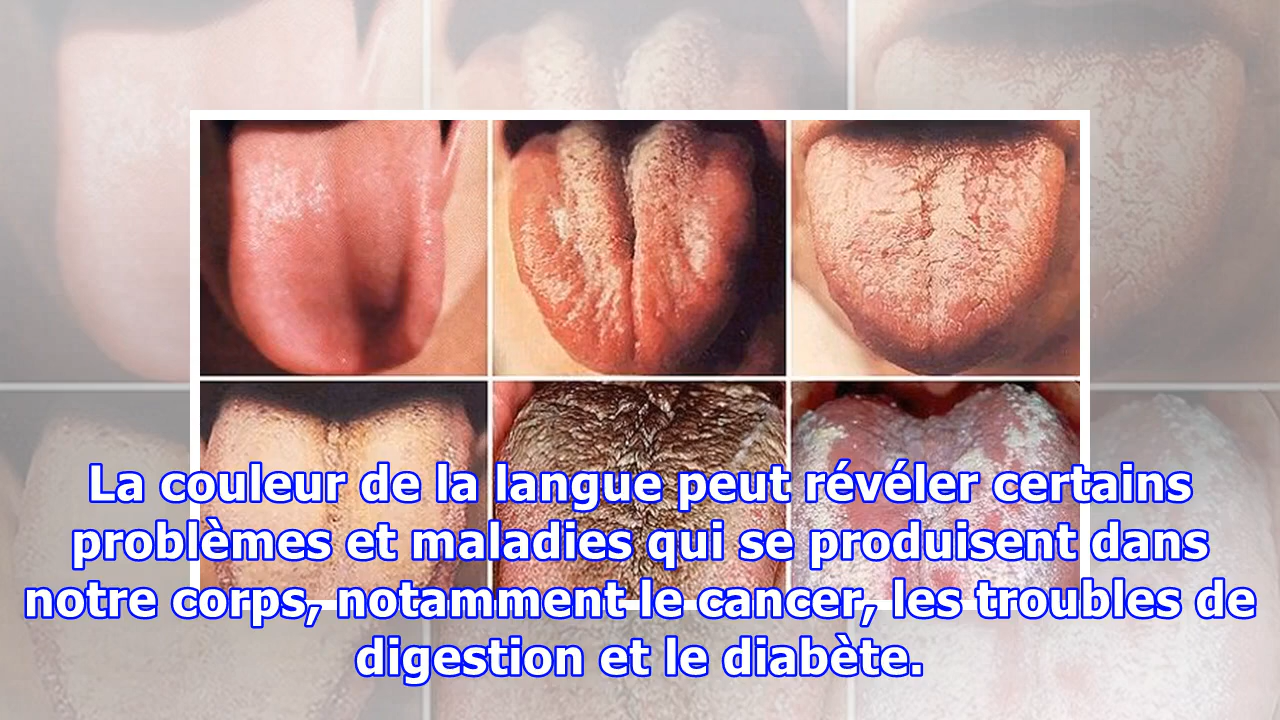 La couleur de la langue peut révéler certains
problèmes et maladies qui se produisent dans
notre corps, notamment le cancer, les troubles de
digestion et le diabète.